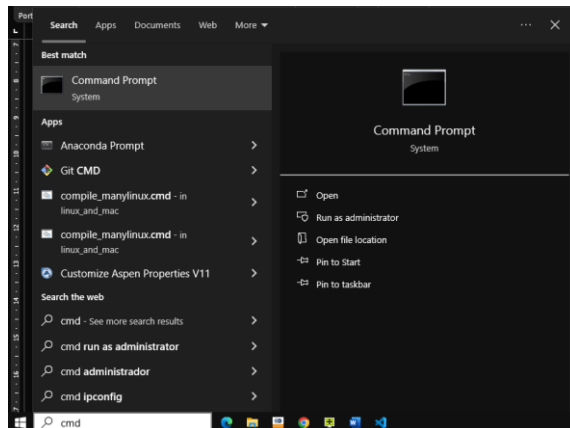 Port
Search Apps Documents Web More
Best match
Command Prompt
System
Apps
Anaconda Prompt
Git CMD
compile_manylinux.cmd - in
linux_and_mac
compile_manylinux.cmd - in
linux_and_mac
Customize Aspen Properties V11
Search the web
cmd - See more search results
cmd run as administrator
cmd administrador
cmd ipconfig
cmd
Command Prompt
System
Open
Run as administrator
Open file location
Pin to Start
Pin to taskbar